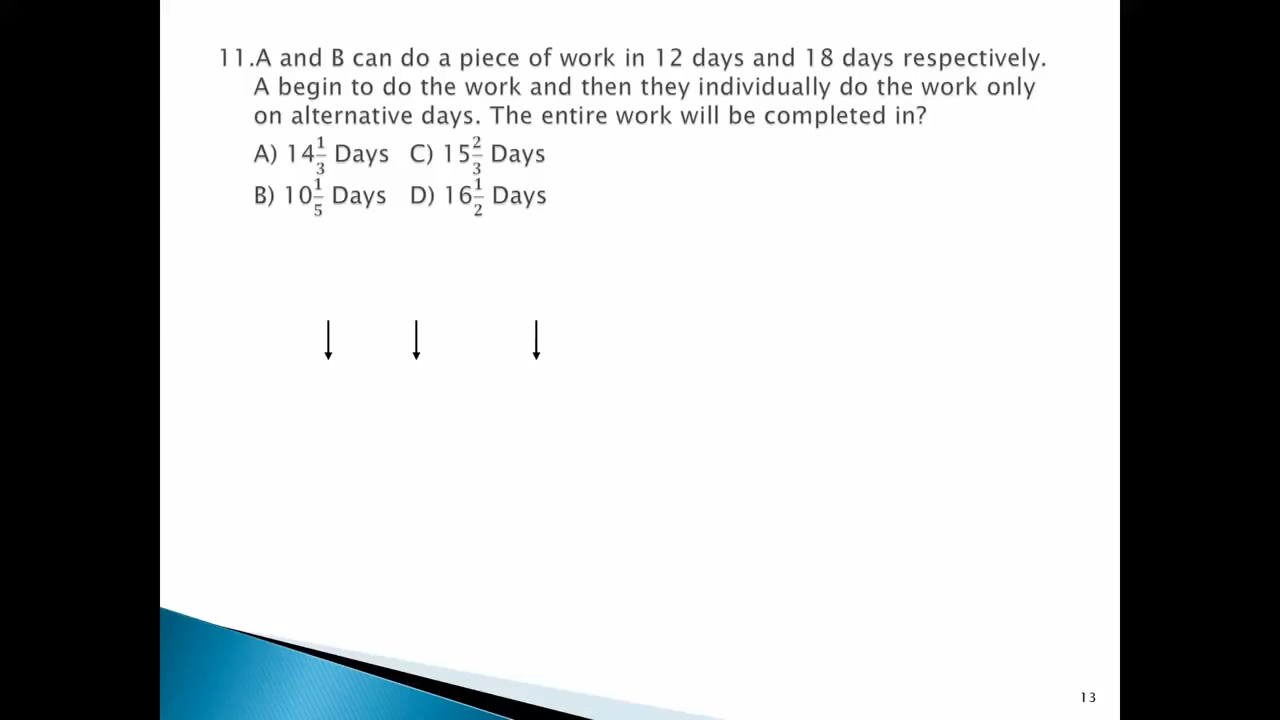 11.A and B can do a piece of work in 12 days and 18 days respectively.
A begin to do the work and then they individually do the work only
on alternative days. The entire work will be completed in?
A) 14 1/3 Days C) 15 2/3 Days
B) 10 1/5 Days D) 16 1/2 Days
13